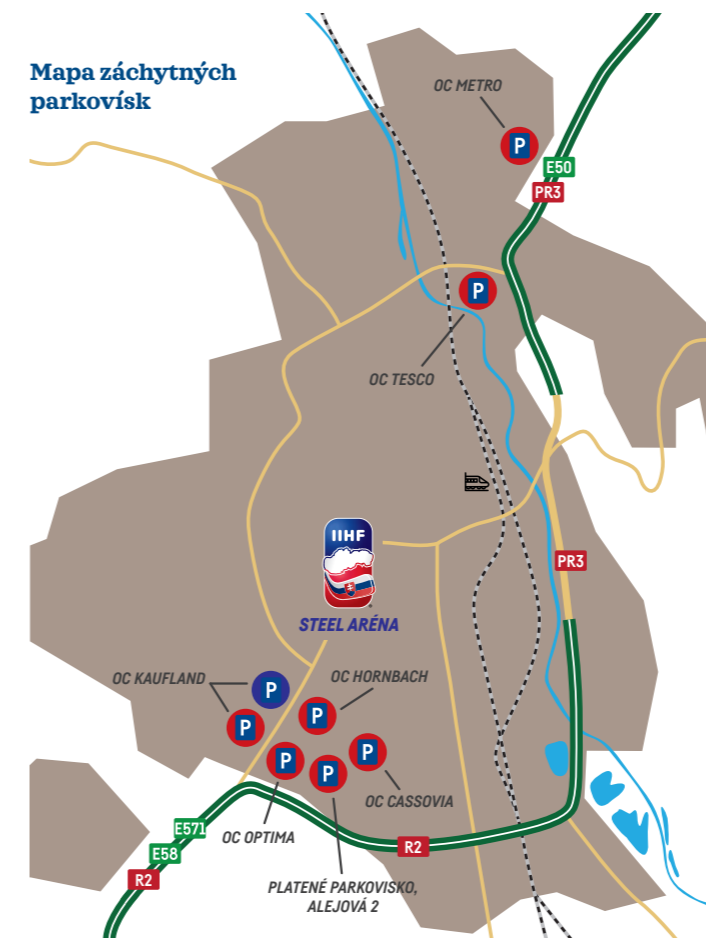 Mapa záchytných
parkovísk
OC METRO
P
E50
PR3
P
OC TESCO
IIHF
PR3
STEEL ARÉNA
OC KAUFLAND
P
OC HORNBACH
P
P
P
P
P
OC CASSOVIA
OC OPTIMA
E571
E58
R2
R2
PLATENÉ PARKOVISKO,
ALEJOVÁ 2